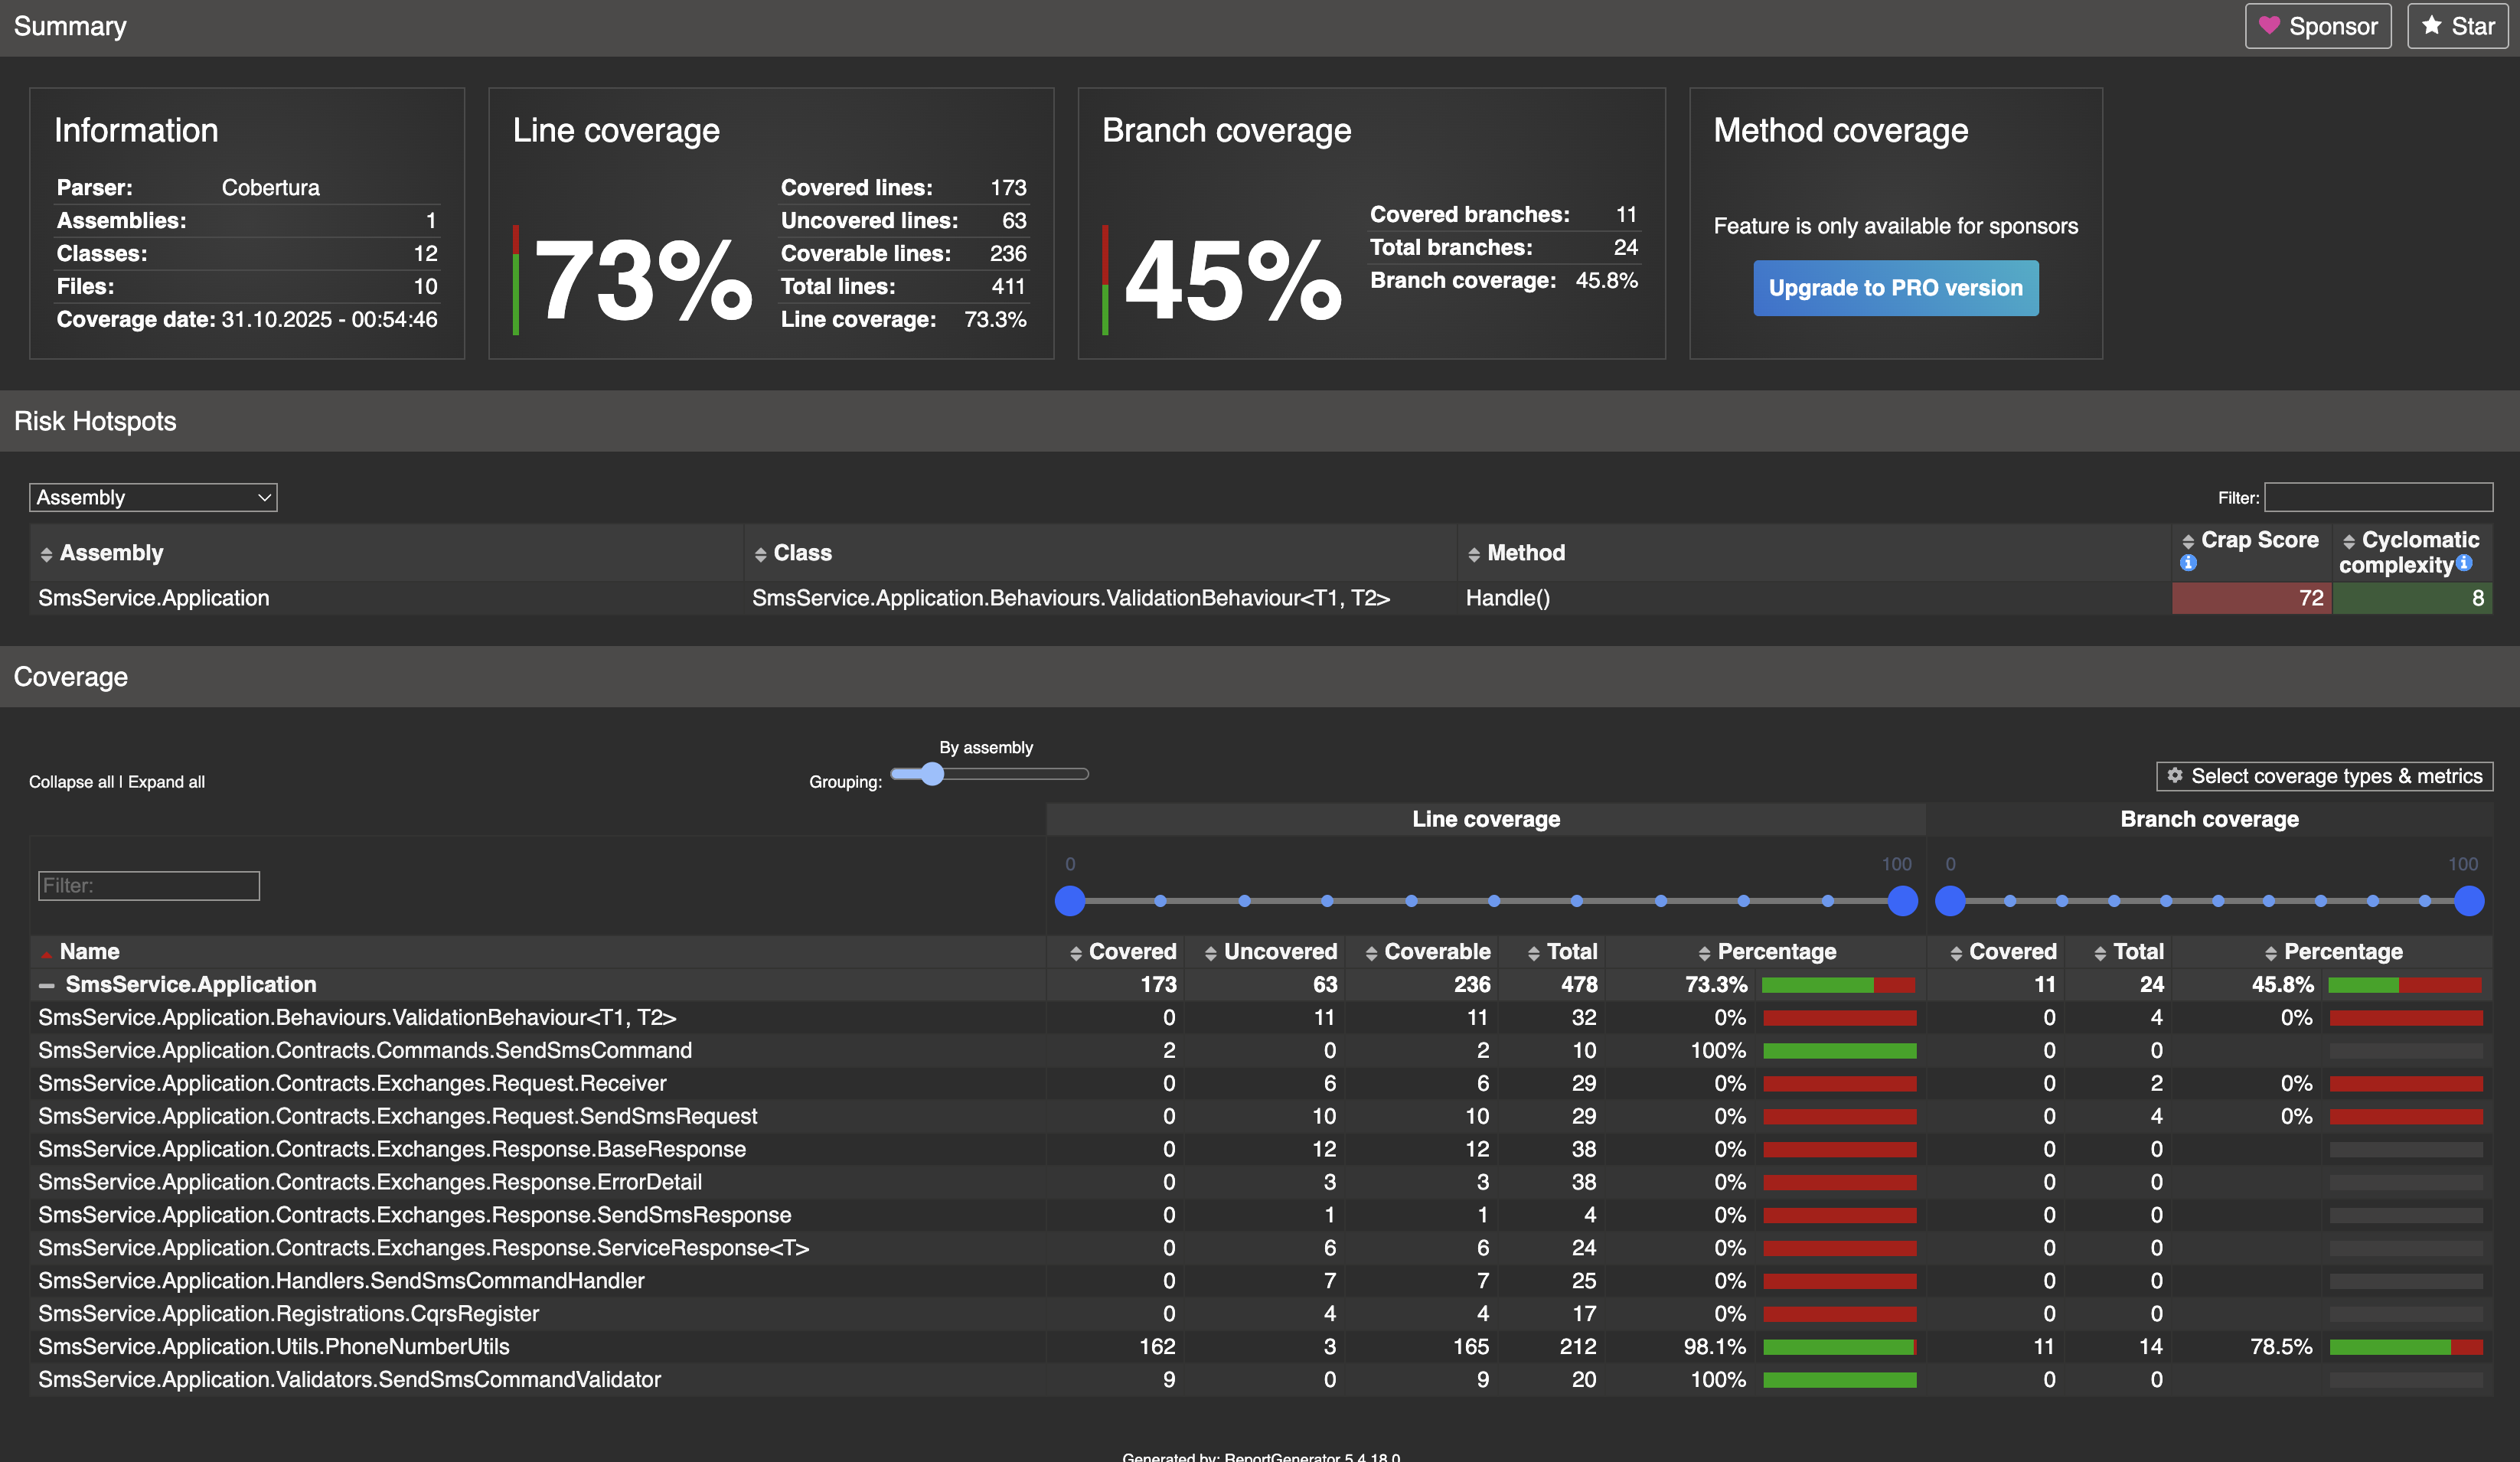 Summary
Sponsor
Star
Information
Parser: Cobertura
Assemblies: 1
Classes: 12
Files: 10
Coverage date: 31.10.2025 - 00:54:46
Line coverage
73%
Covered lines: 173
Uncovered lines: 63
Coverable lines: 236
Total lines: 411
Line coverage: 73.3%
Branch coverage
45%
Covered branches: 11
Total branches: 24
Branch coverage: 45.8%
Method coverage
Feature is only available for sponsors
Upgrade to PRO version
Risk Hotspots
Assembly
Filter:
Assembly Class Method Crap Score Cyclomatic complexity
SmsService.Application SmsService.Application.Behaviours.ValidationBehaviour<T1, T2> Handle() 72 8
Coverage
Collapse all | Expand all
By assembly
Grouping:
Select coverage types & metrics
Line coverage Branch coverage
0 100 0 100
Filter:
Name Covered Uncovered Coverable Total Percentage Covered Total Percentage
SmsService.Application 173 63 236 478 73.3% 11 24 45.8%
SmsService.Application.Behaviours.ValidationBehaviour<T1, T2> 0 11 11 32 0% 0 4 0%
SmsService.Application.Contracts.Commands.SendSmsCommand 2 0 2 10 100% 0 0
SmsService.Application.Contracts.Exchanges.Request.Receiver 0 6 6 29 0% 0 2 0%
SmsService.Application.Contracts.Exchanges.Request.SendSmsRequest 0 10 10 29 0% 0 4 0%
SmsService.Application.Contracts.Exchanges.Response.BaseResponse 0 12 12 38 0% 0 0
SmsService.Application.Contracts.Exchanges.Response.ErrorDetail 0 3 3 38 0% 0 0
SmsService.Application.Contracts.Exchanges.Response.SendSmsResponse 0 1 1 4 0% 0 0
SmsService.Application.Contracts.Exchanges.Response.ServiceResponse<T> 0 6 6 24 0% 0 0
SmsService.Application.Handlers.SendSmsCommandHandler 0 7 7 25 0% 0 0
SmsService.Application.Registrations.CqrsRegister 0 4 4 17 0% 0 0
SmsService.Application.Utils.PhoneNumberUtils 162 3 165 212 98.1% 11 14 78.5%
SmsService.Application.Validators.SendSmsCommandValidator 9 0 9 20 100% 0 0
Generated by: ReportGenerator 5.4.18.0